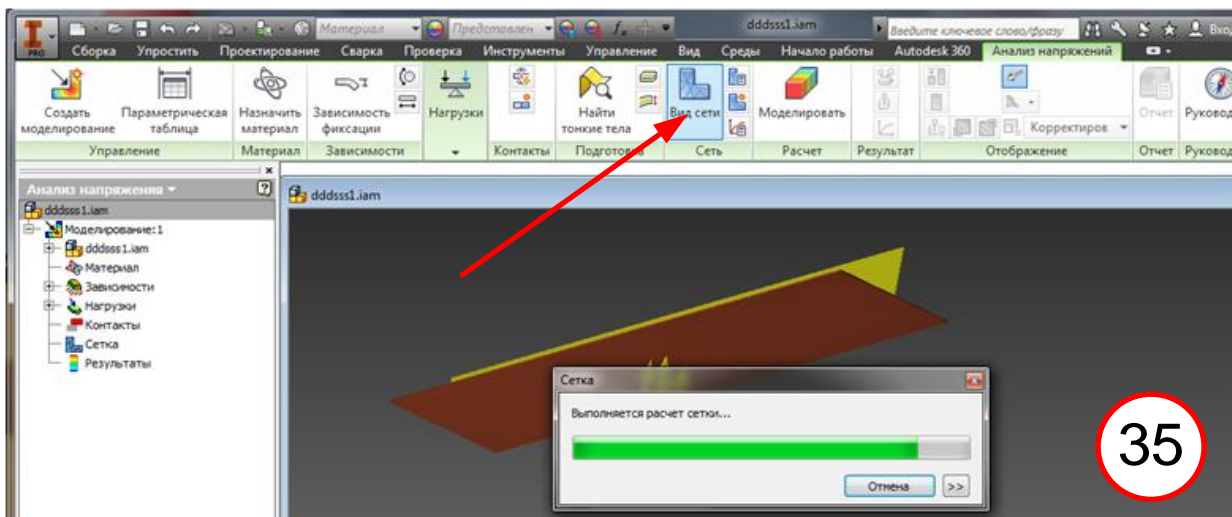 PRO
Материал
Представлен
dddsss1.iam
Введите ключевое слово/фразу
Сборка Упростить Проектирование Сварка Проверка Инструменты Управление Вид Среды Начало работы Autodesk 360 Анализ напряжений
Создать моделирование
Параметрическая таблица
Назначить материал
Зависимость фиксации
Нагрузки
Найти тонкие тела
Вид сети
Моделировать
Корректиров
Отчет
Управление Материал Зависимости Контакты Подготовка Сеть Расчет Результат Отображение Отчет
Анализ напряжения
dddsss1.iam
Моделирование:1
dddsss1.iam
Материал
Зависимости
Нагрузки
Контакты
Сетка
Результаты
dddsss1.iam
Сетка
Выполняется расчет сетки...
Отмена >>
35